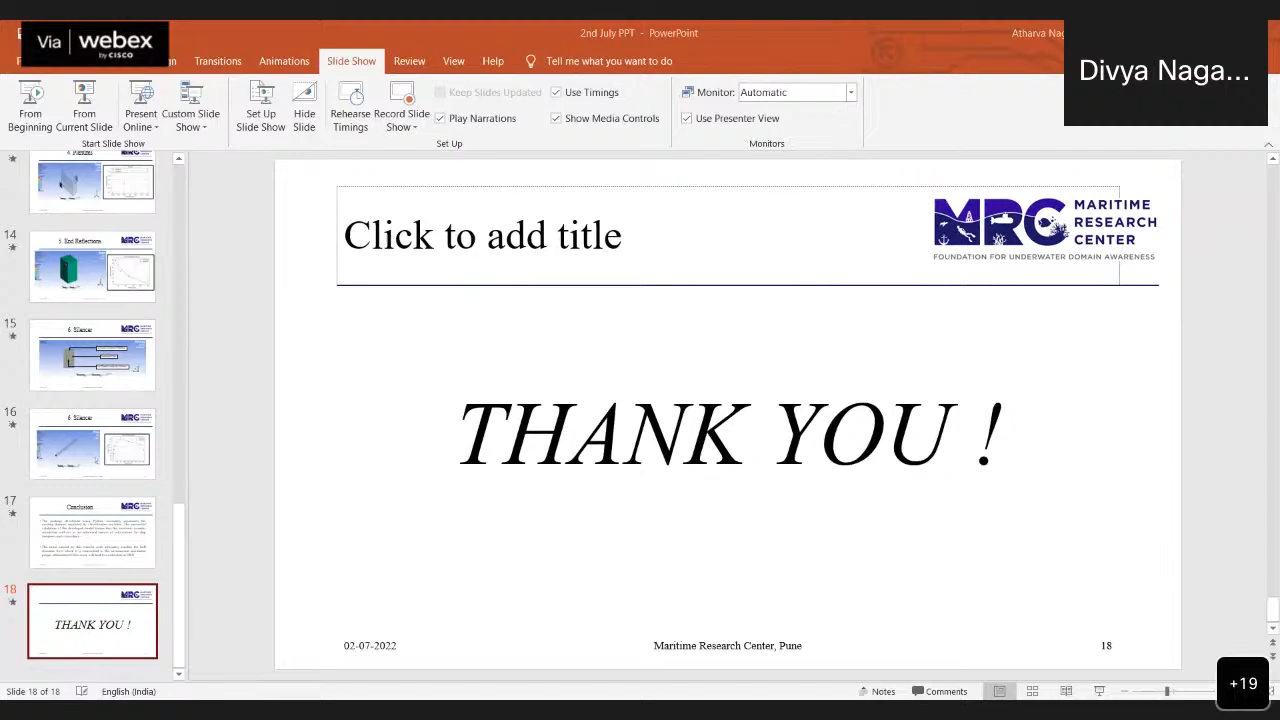 Via webex
by CISCO
2nd July PPT - PowerPoint
Atharva Nag
Divya Naga...
Transitions
Animations
Slide Show
Review
View
Help
Tell me what you want to do
From Beginning
From Current Slide
Present Online
Custom Slide Show
Set Up Slide Show
Hide Slide
Rehearse Timings
Record Slide Show
Keep Slides Updated
Use Timings
Play Narrations
Show Media Controls
Monitor: Automatic
Use Presenter View
Start Slide Show
Set Up
Monitors
14
5. End Reflections
15
6. Silencer
16
6. Silencer
17
Conclusion
18
THANK YOU !
Click to add title
MRC
MARITIME
RESEARCH
CENTER
FOUNDATION FOR UNDERWATER DOMAIN AWARENESS
THANK YOU !
02-07-2022
Maritime Research Center, Pune
18
+19
Slide 18 of 18
English (India)
Notes
Comments